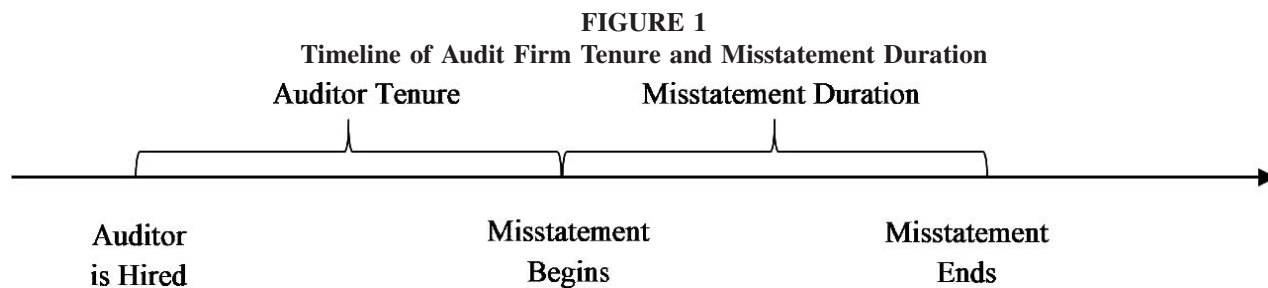 FIGURE 1
Timeline of Audit Firm Tenure and Misstatement Duration
Auditor Tenure
Misstatement Duration
Auditor
is Hired
Misstatement
Begins
Misstatement
Ends